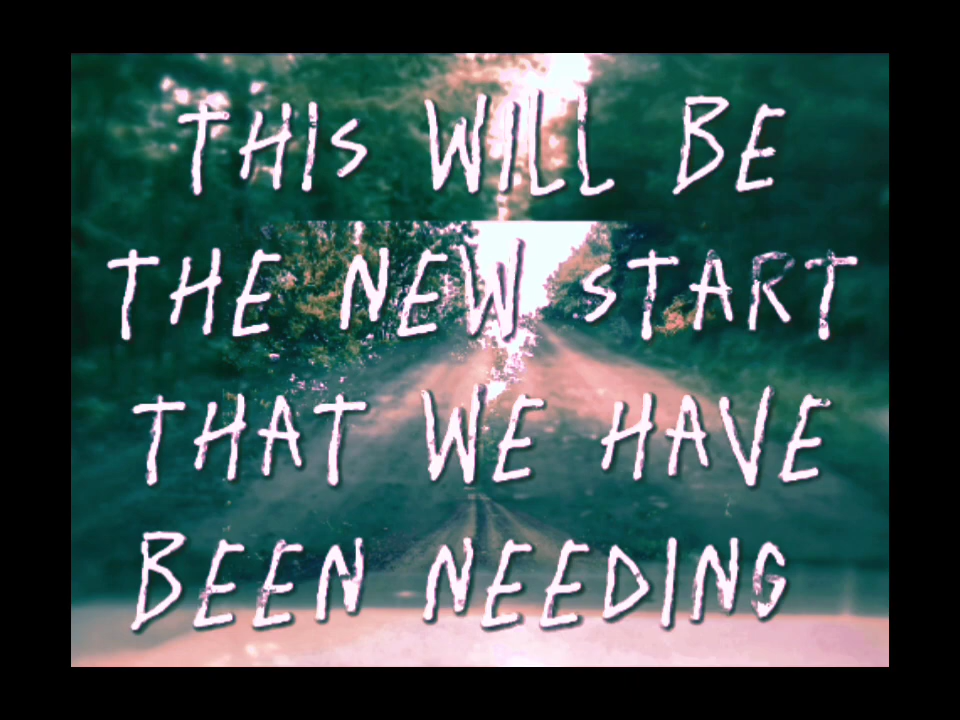 THIS WILL BE
THE NEW START
THAT WE HAVE
BEEN NEEDING